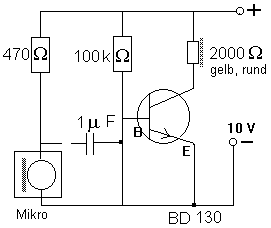 +
470 Ω
100k Ω
2000 Ω
gelb, rund
1 µ F
B
E
10 V
−
Mikro
BD 130